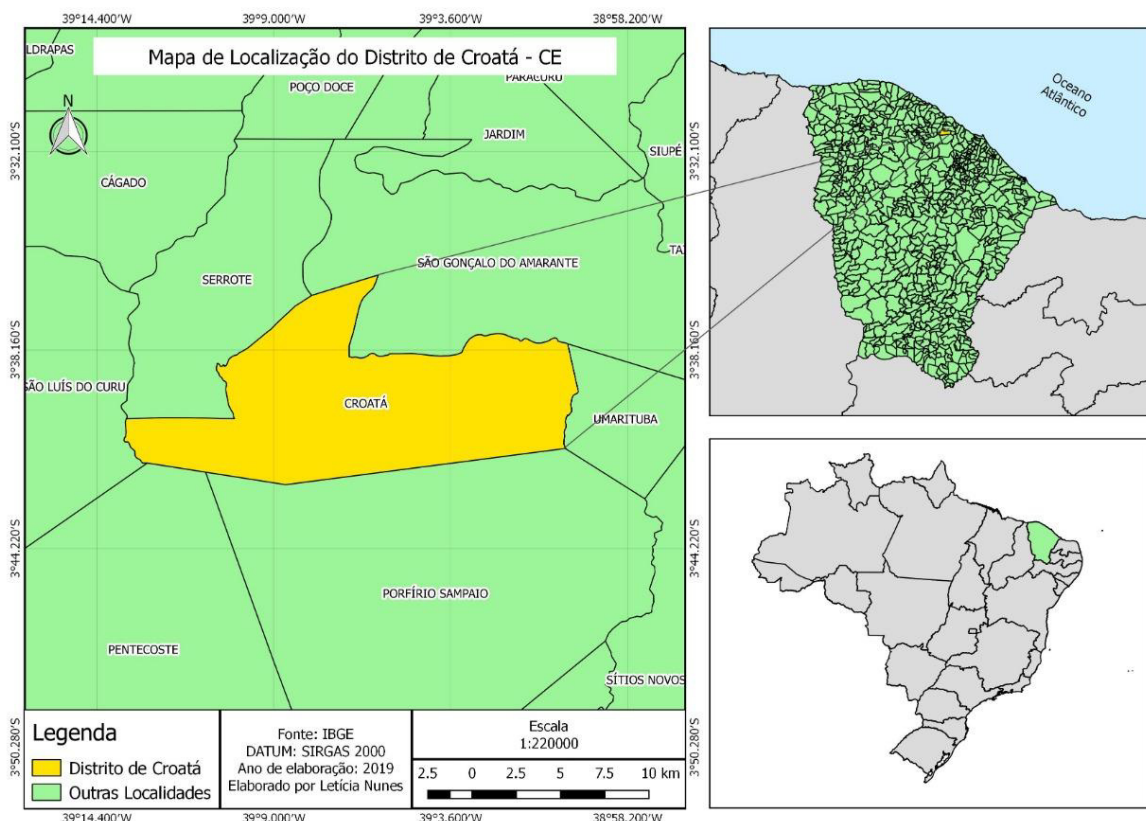 39°14.400'W 39°9.000'W 39°3.600'W 38°58.200'W
Mapa de Localização do Distrito de Croatá - CE
LDRAPAS
POÇO DOCE
PARACURU
N
JARDIM
SIUPÉ
CÁGADO
TAÍ
SERROTE
SÃO GONÇALO DO AMARANTE
SÃO LUÍS DO CURU
CROATÁ
UMARITUBA
PORFÍRIO SAMPAIO
PENTECOSTE
SÍTIOS NOVOS
3°32.100'S
3°38.160'S
3°44.220'S
3°50.280'S
3°32.100'S
3°38.160'S
3°44.220'S
3°50.280'S
Legenda
Distrito de Croatá
Outras Localidades
Fonte: IBGE
DATUM: SIRGAS 2000
Ano de elaboração: 2019
Elaborado por Letícia Nunes
Escala
1:220000
2.5 0 2.5 5 7.5 10 km
39°14.400'W 39°9.000'W 39°3.600'W 38°58.200'W
Oceano
Atlântico